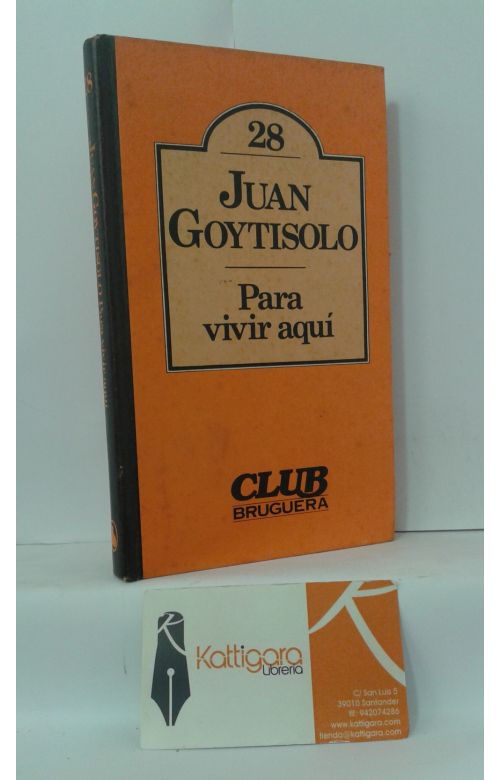 28
JUAN
GOYTISOLO
Para
vivir aquí
CLUB
BRUGUERA
Kattigara
Librería
C/ San Luis 5
39010 Santander
tlf: 942074286
www.kattigara.com
tienda@kattigara.com